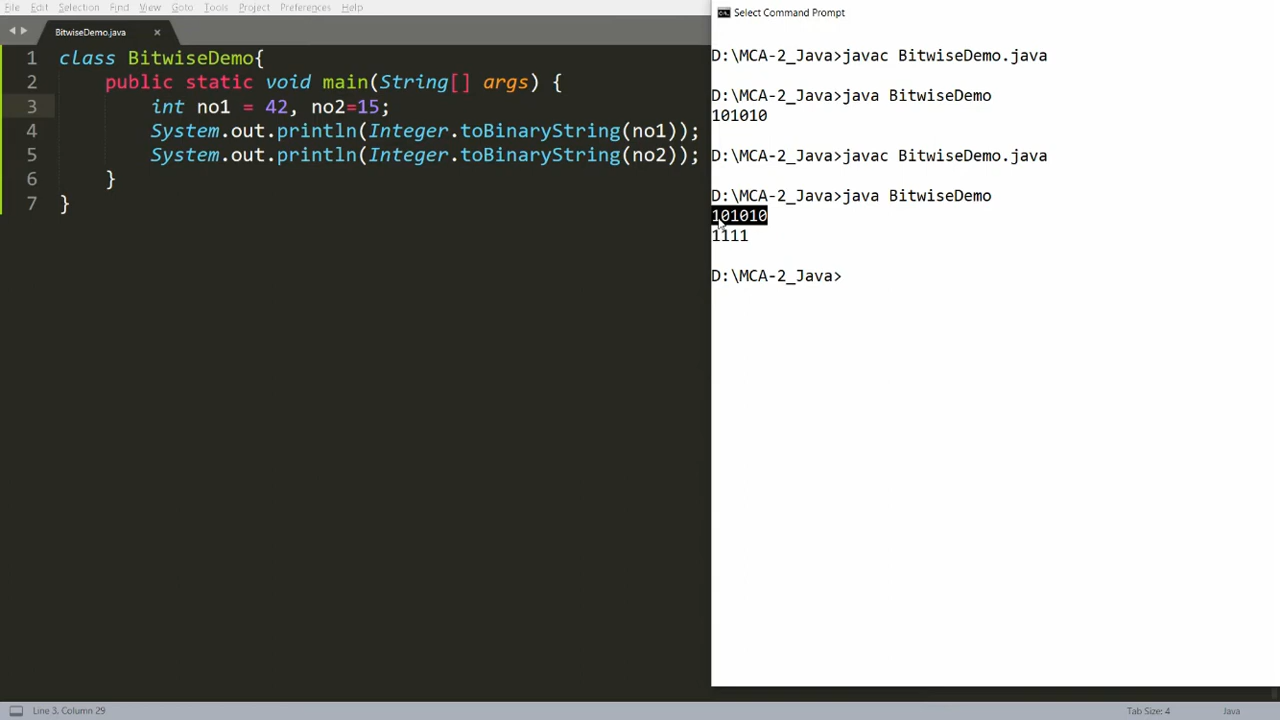 File Edit Selection Find View Goto Tools Project Preferences Help
BitwiseDemo.java ×
1 class BitwiseDemo{
2 public static void main(String[] args) {
3 int no1 = 42, no2=15;
4 System.out.println(Integer.toBinaryString(no1));
5 System.out.println(Integer.toBinaryString(no2));
6 }
7 }
Line 3, Column 29
Select Command Prompt
D:\MCA-2_Java>javac BitwiseDemo.java
D:\MCA-2_Java>java BitwiseDemo
101010
D:\MCA-2_Java>javac BitwiseDemo.java
D:\MCA-2_Java>java BitwiseDemo
101010
1111
D:\MCA-2_Java>
Tab Size: 4 Java